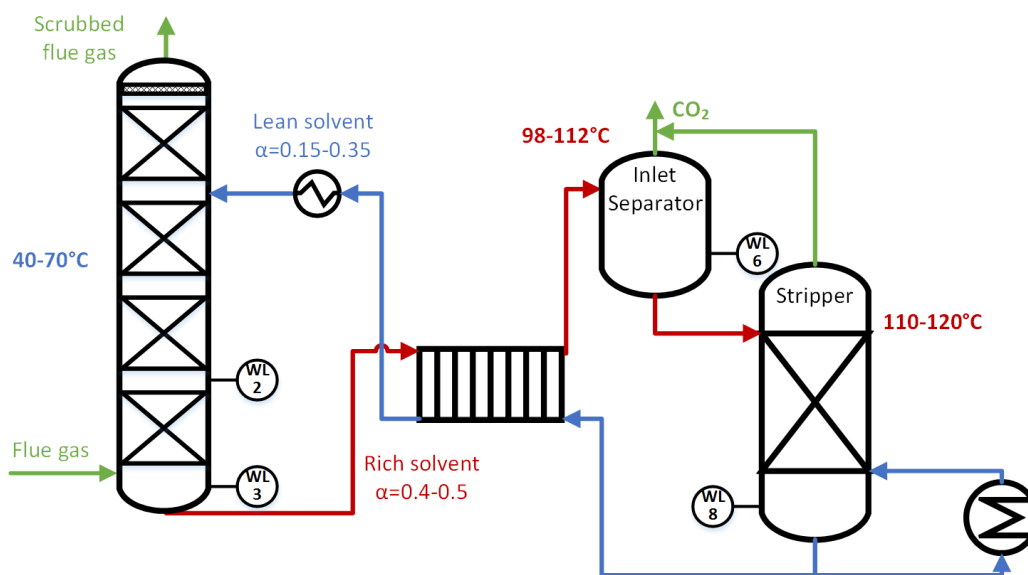 Scrubbed
flue gas
Lean solvent
α=0.15-0.35
40-70°C
WL
2
Flue gas
WL
3
Rich solvent
α=0.4-0.5
98-112°C
CO₂
Inlet
Separator
WL
6
Stripper
110-120°C
WL
8